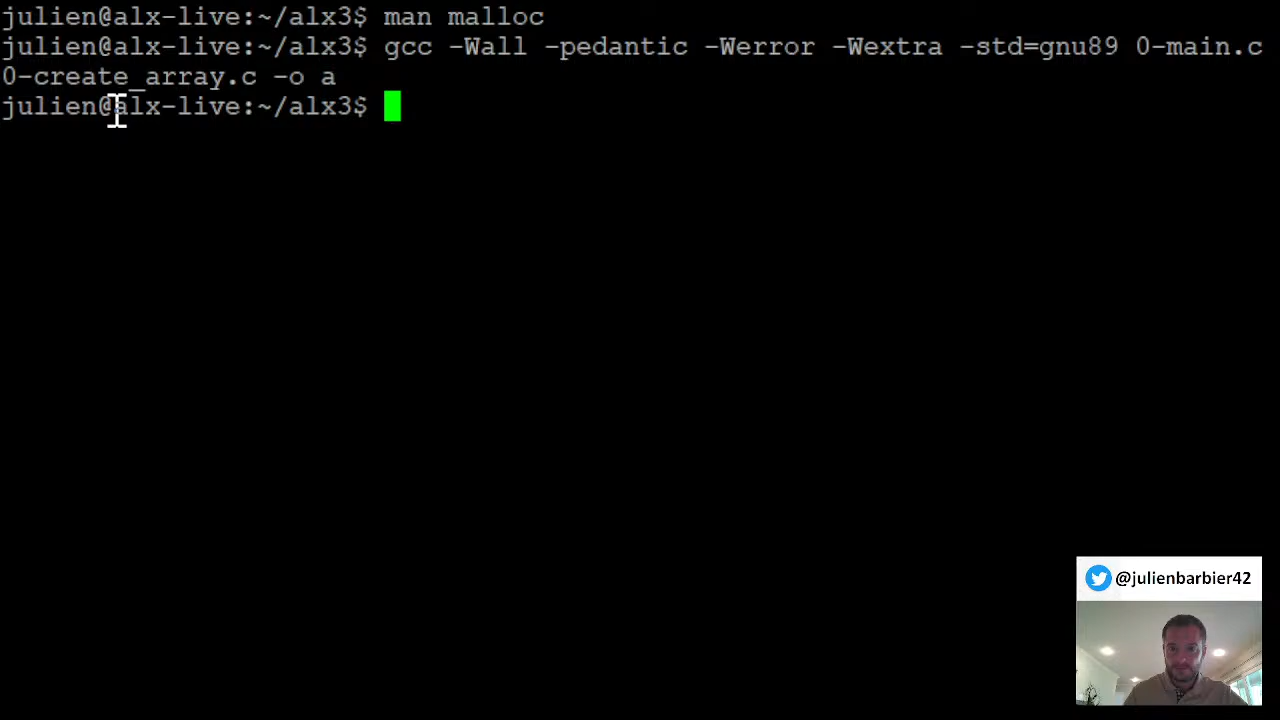 julien@alx-live:~/alx3$ man malloc
julien@alx-live:~/alx3$ gcc -Wall -pedantic -Werror -Wextra -std=gnu89 0-main.c
0-create_array.c -o a
julien@alx-live:~/alx3$
@julienbarbier42